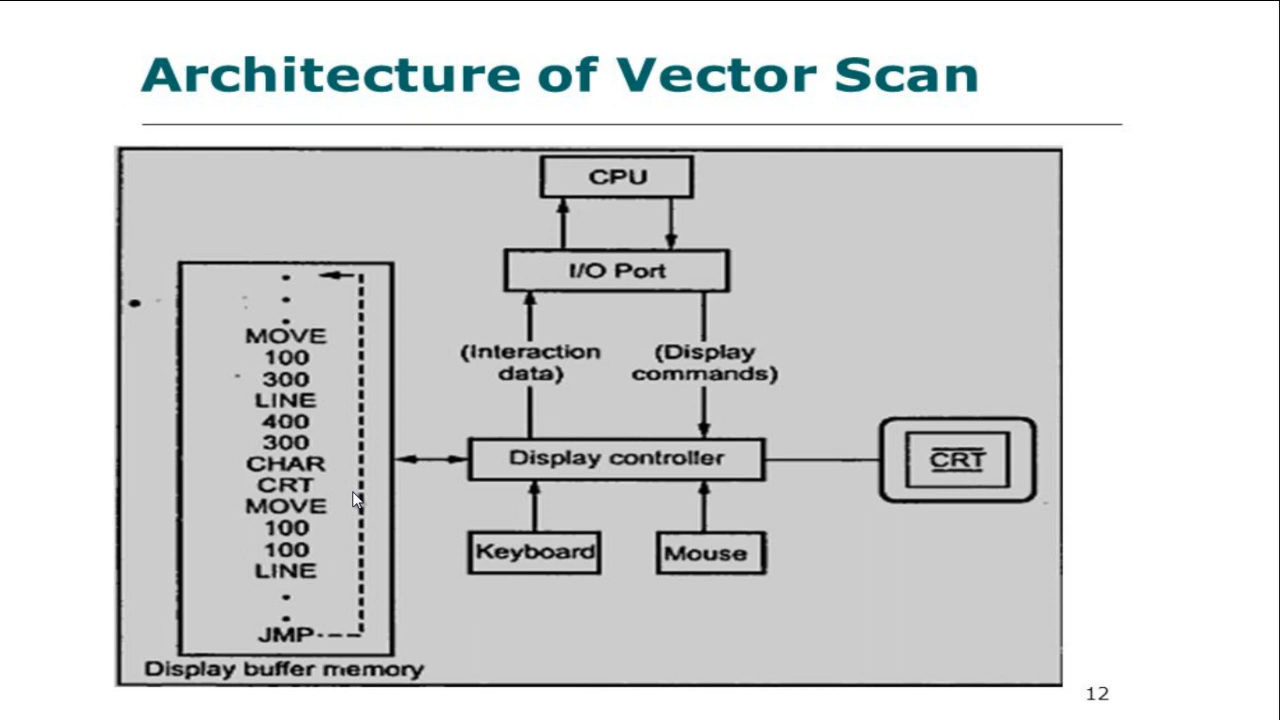 Architecture of Vector Scan
CPU
I/O Port
(Interaction
data)
(Display
commands)
MOVE
100
300
LINE
400
300
CHAR
CRT
MOVE
100
100
LINE
JMP
Display buffer memory
Display controller
CRT
Keyboard
Mouse
12